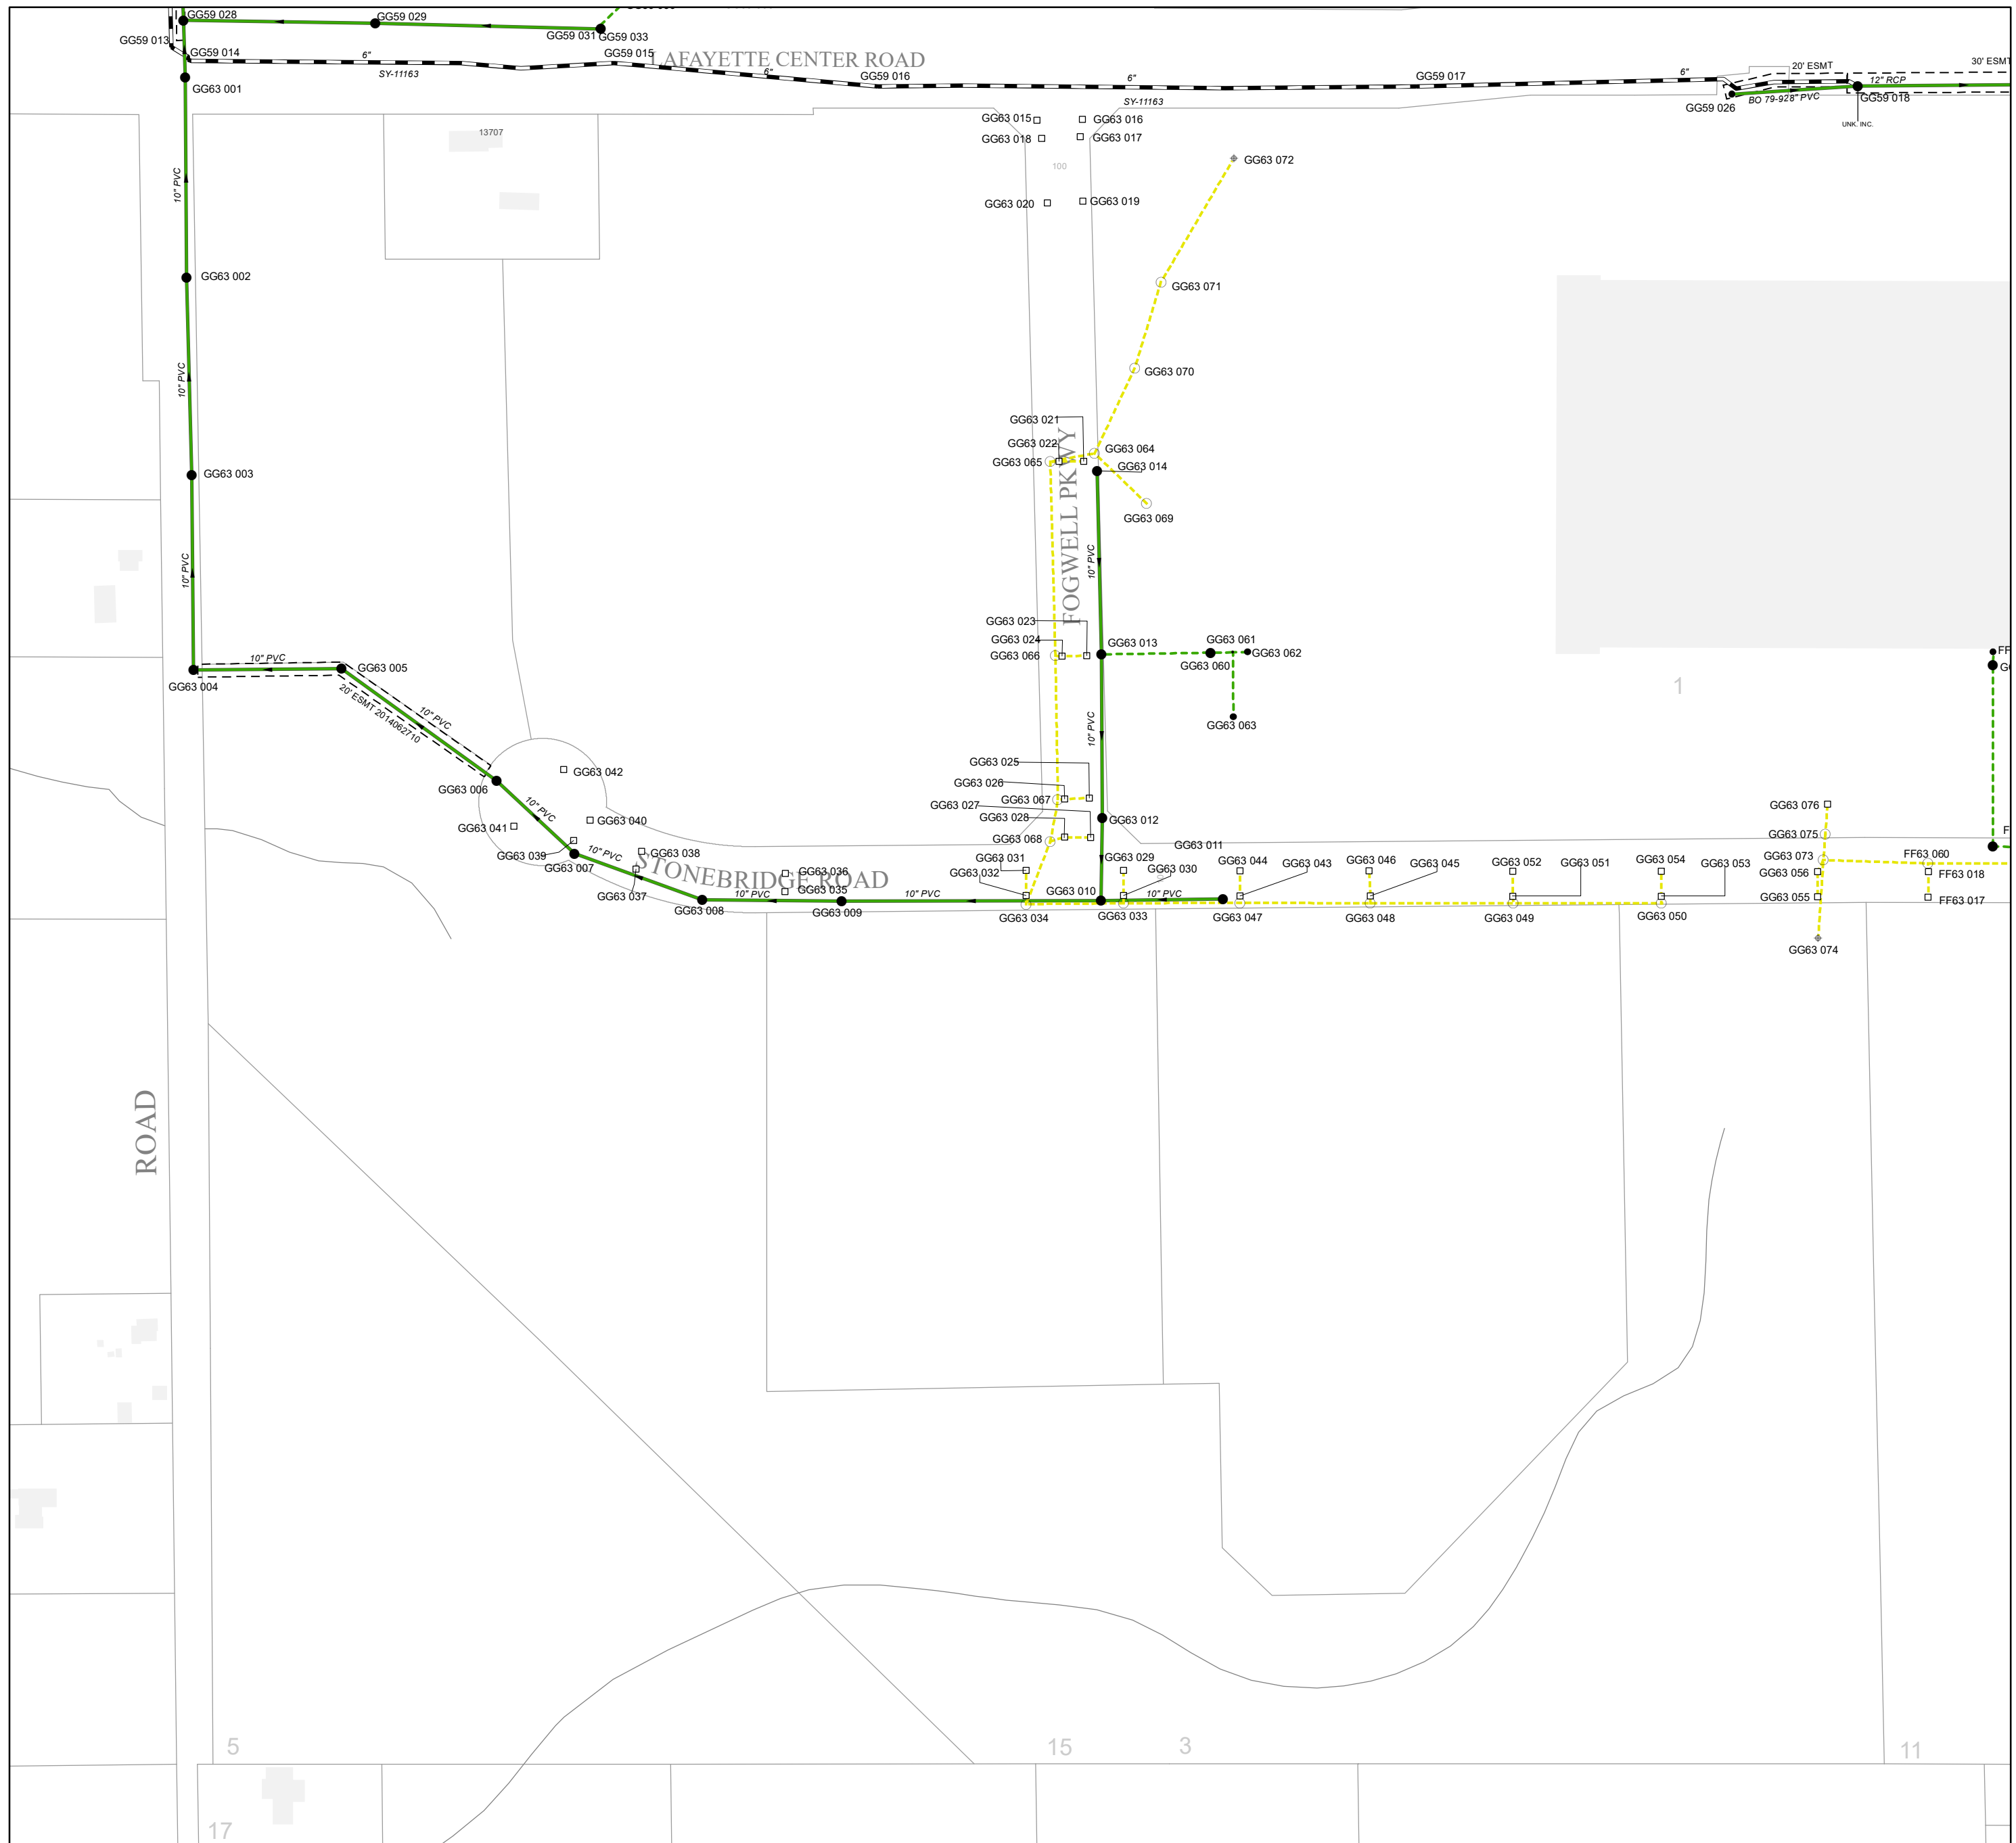 GG59 028
GG59 029
GG59 031
GG59 033
GG59 013
GG59 014
GG59 015
LAFAYETTE CENTER ROAD
6"
SY-11163
6"
GG59 016
6"
SY-11163
GG59 017
6"
20' ESMT
30' ESMT
12" RCP
GG59 026
BO 79-928" PVC
GG59 018
UNK. INC.
GG63 001
13707
GG63 015
GG63 016
GG63 018
GG63 017
100
GG63 072
GG63 020
GG63 019
10" PVC
GG63 002
GG63 071
10" PVC
GG63 070
GG63 021
GG63 022
GG63 065
GG63 064
GG63 014
GG63 003
GG63 069
FOGWELL PKWY
10" PVC
10" PVC
GG63 023
GG63 024
GG63 066
GG63 013
GG63 061
GG63 062
GG63 060
GG63 063
FF
GG
1
10" PVC
GG63 005
GG63 004
20' ESMT 2014062710
10" PVC
10" PVC
GG63 006
GG63 042
GG63 025
GG63 026
GG63 067
GG63 027
GG63 028
GG63 068
GG63 012
GG63 011
GG63 076
GG63 075
F
10" PVC
GG63 041
GG63 040
GG63 039
GG63 007
10" PVC
GG63 038
GG63 037
STONEBRIDGE ROAD
GG63 036
GG63 035
10" PVC
GG63 008
GG63 009
10" PVC
GG63 031
GG63 032
GG63 034
GG63 010
GG63 029
GG63 030
10" PVC
GG63 033
GG63 044
GG63 043
GG63 047
GG63 046
GG63 045
GG63 048
GG63 052
GG63 051
GG63 049
GG63 054
GG63 053
GG63 050
GG63 073
GG63 056
GG63 055
GG63 074
FF63 060
FF63 018
FF63 017
ROAD
5
15
3
11
17